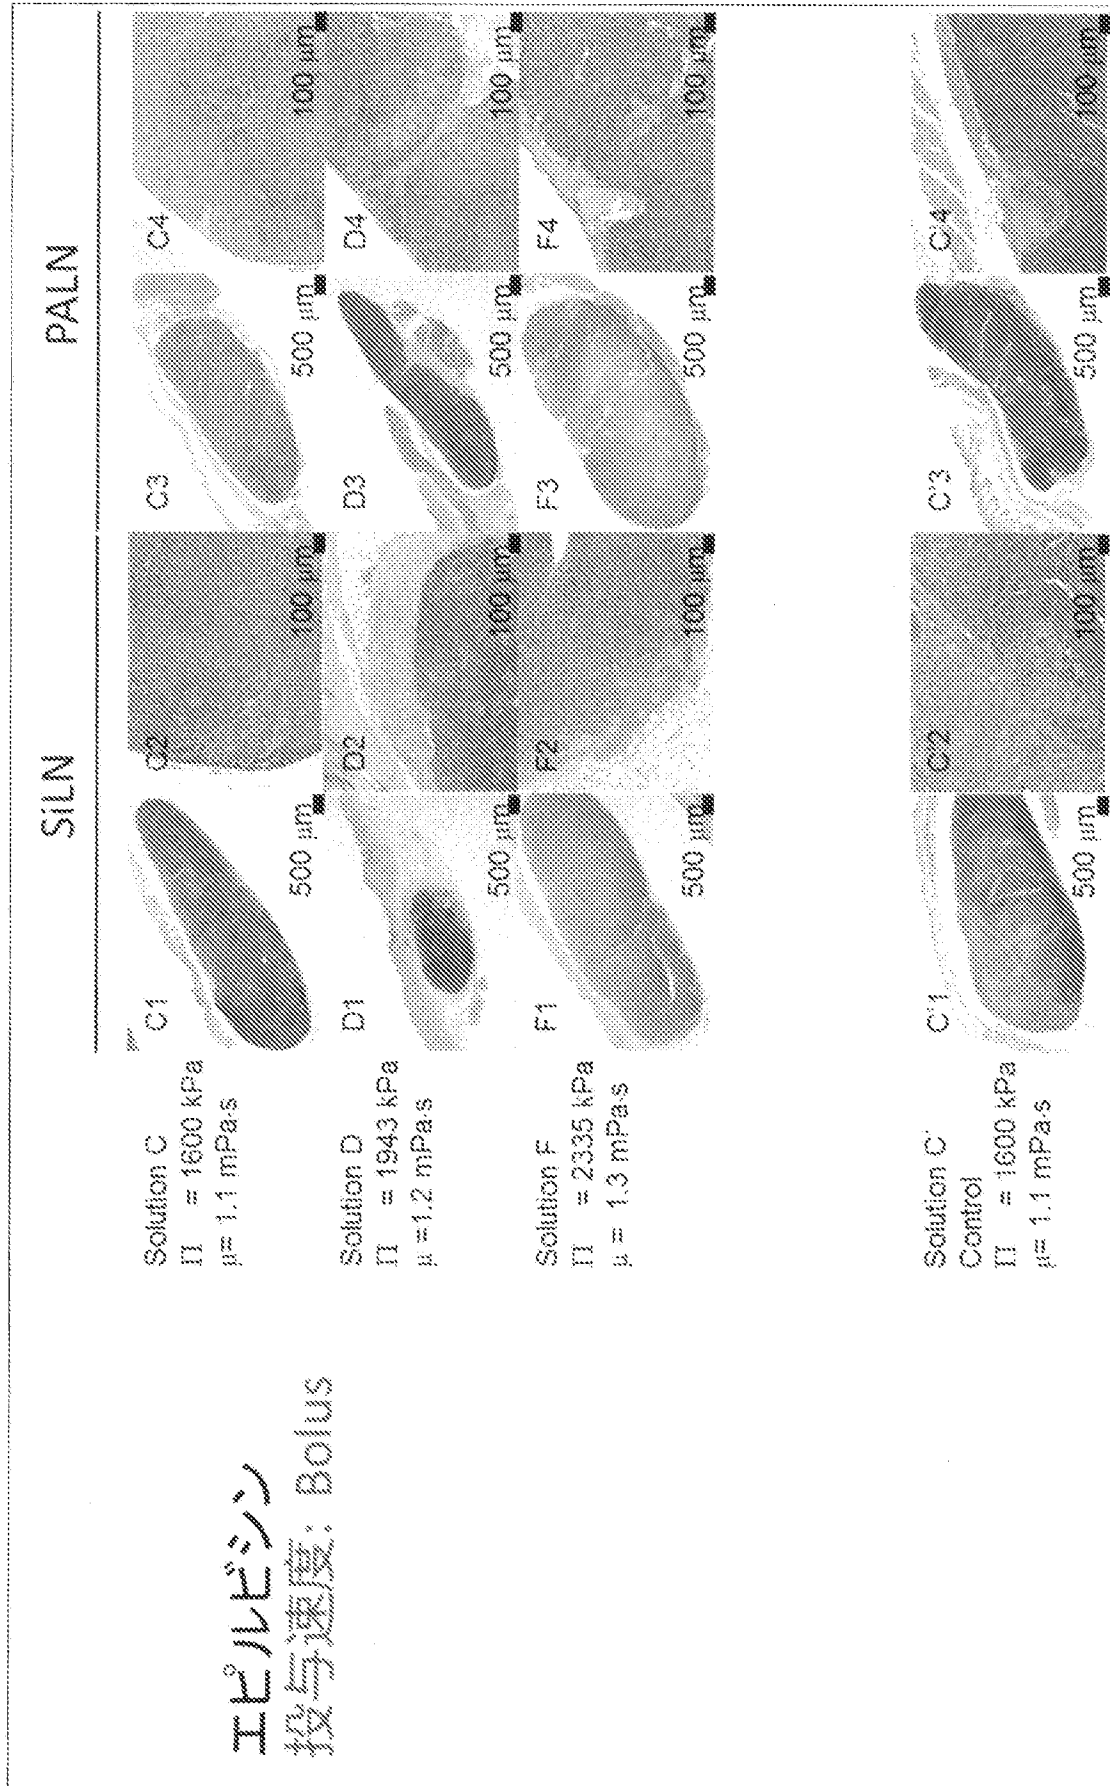 エピルビシン
投与速度: Bolus
SiLN
PALN
Solution C
Π = 1600 kPa
μ= 1.1 mPa·s
C1
500 μm
C2
100 μm
C3
500 μm
C4
100 μm
Solution D
Π = 1943 kPa
μ =1.2 mPa·s
D1
500 μm
D2
100 μm
D3
500 μm
D4
100 μm
Solution F
Π = 2335 kPa
μ = 1.3 mPa·s
F1
500 μm
F2
100 μm
F3
500 μm
F4
100 μm
Solution C'
Control
Π = 1600 kPa
μ= 1.1 mPa·s
C'1
500 μm
C'2
100 μm
C'3
500 μm
C'4
100 μm